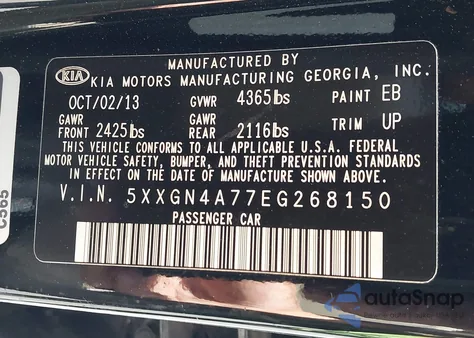 MANUFACTURED BY
KIA KIA MOTORS MANUFACTURING GEORGIA, INC.
OCT/02/13 GVWR 4365lbs PAINT EB
GAWR FRONT 2425lbs GAWR REAR 2116lbs TRIM UP
THIS VEHICLE CONFORMS TO ALL APPLICABLE U.S.A. FEDERAL
MOTOR VEHICLE SAFETY, BUMPER, AND THEFT PREVENTION STANDARDS
IN EFFECT ON THE DATE OF MANUFACTURE SHOWN ABOVE.
V.I.N. 5XXGN4A77EG268150
PASSENGER CAR
C565
autoSnap